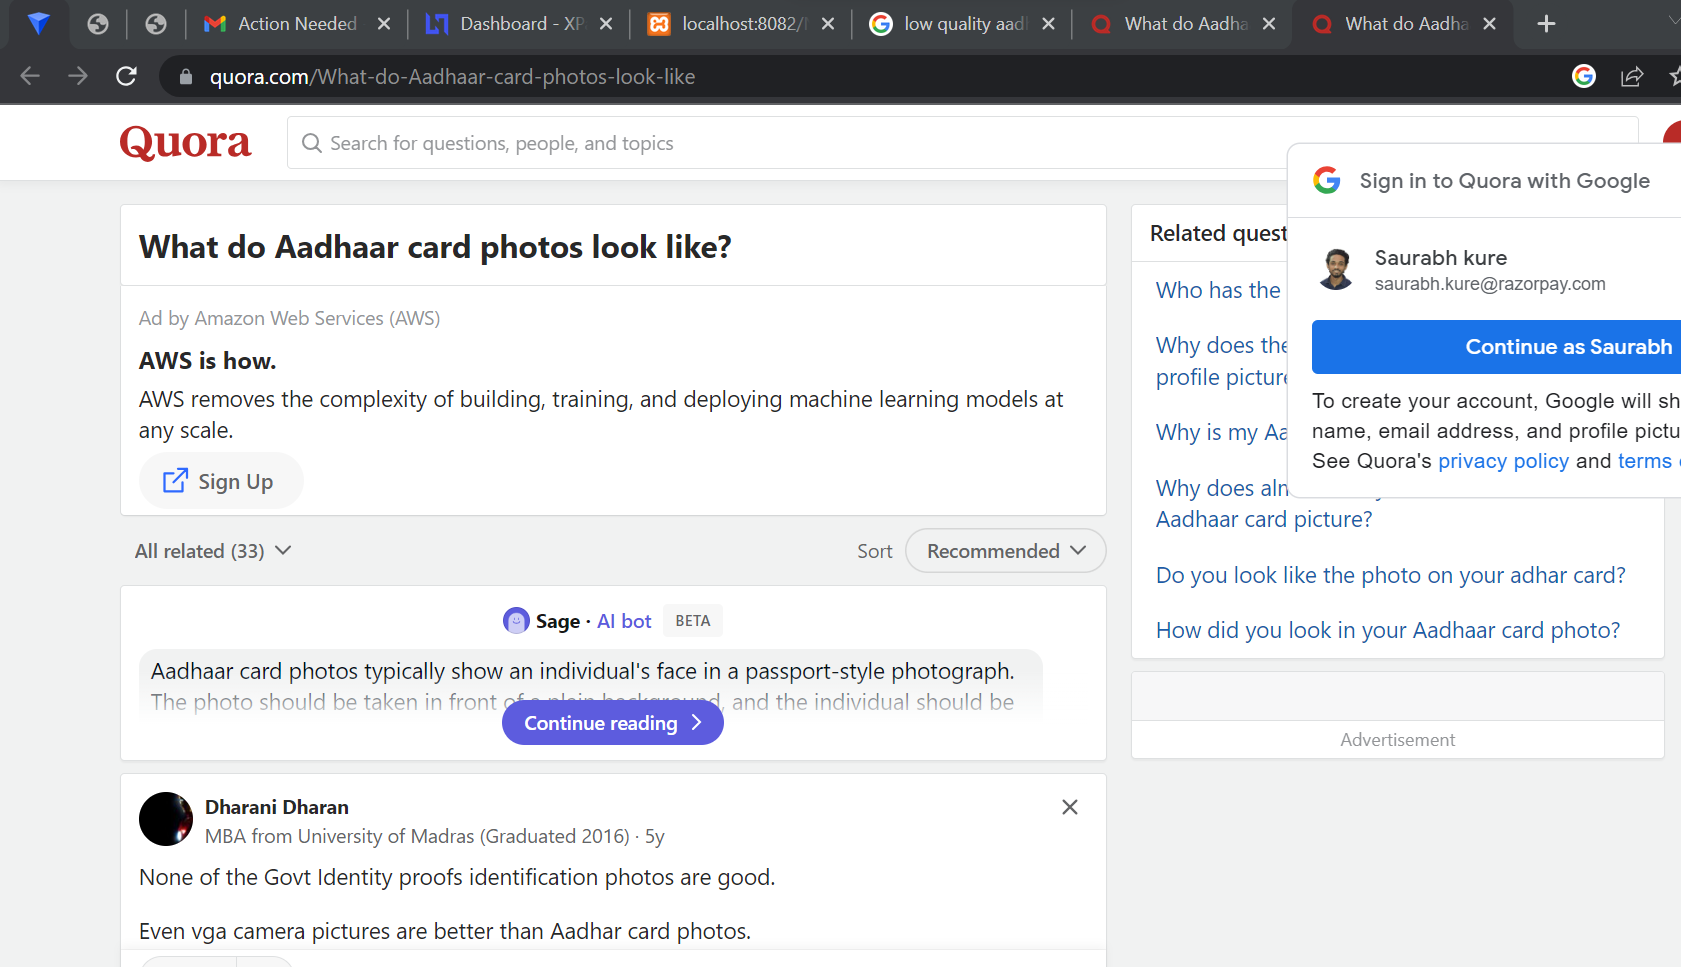 Action Needed
Dashboard - XP
localhost:8082/
low quality aadh
What do Aadha
What do Aadha
quora.com/What-do-Aadhaar-card-photos-look-like
Quora
Search for questions, people, and topics
Sign in to Quora with Google
Saurabh kure
saurabh.kure@razorpay.com
Continue as Saurabh
To create your account, Google will sh
name, email address, and profile pictu
See Quora's privacy policy and terms
What do Aadhaar card photos look like?
Ad by Amazon Web Services (AWS)
AWS is how.
AWS removes the complexity of building, training, and deploying machine learning models at
any scale.
Sign Up
All related (33)
Sort
Recommended
Sage · AI bot BETA
Aadhaar card photos typically show an individual's face in a passport-style photograph.
The photo should be taken in front of a plain background, and the individual should be
Continue reading
Dharani Dharan
MBA from University of Madras (Graduated 2016) · 5y
None of the Govt Identity proofs identification photos are good.
Even vga camera pictures are better than Aadhar card photos.
Related quest
Who has the
Why does the
profile picture
Why is my Aa
Why does alm
Aadhaar card picture?
Do you look like the photo on your adhar card?
How did you look in your Aadhaar card photo?
Advertisement